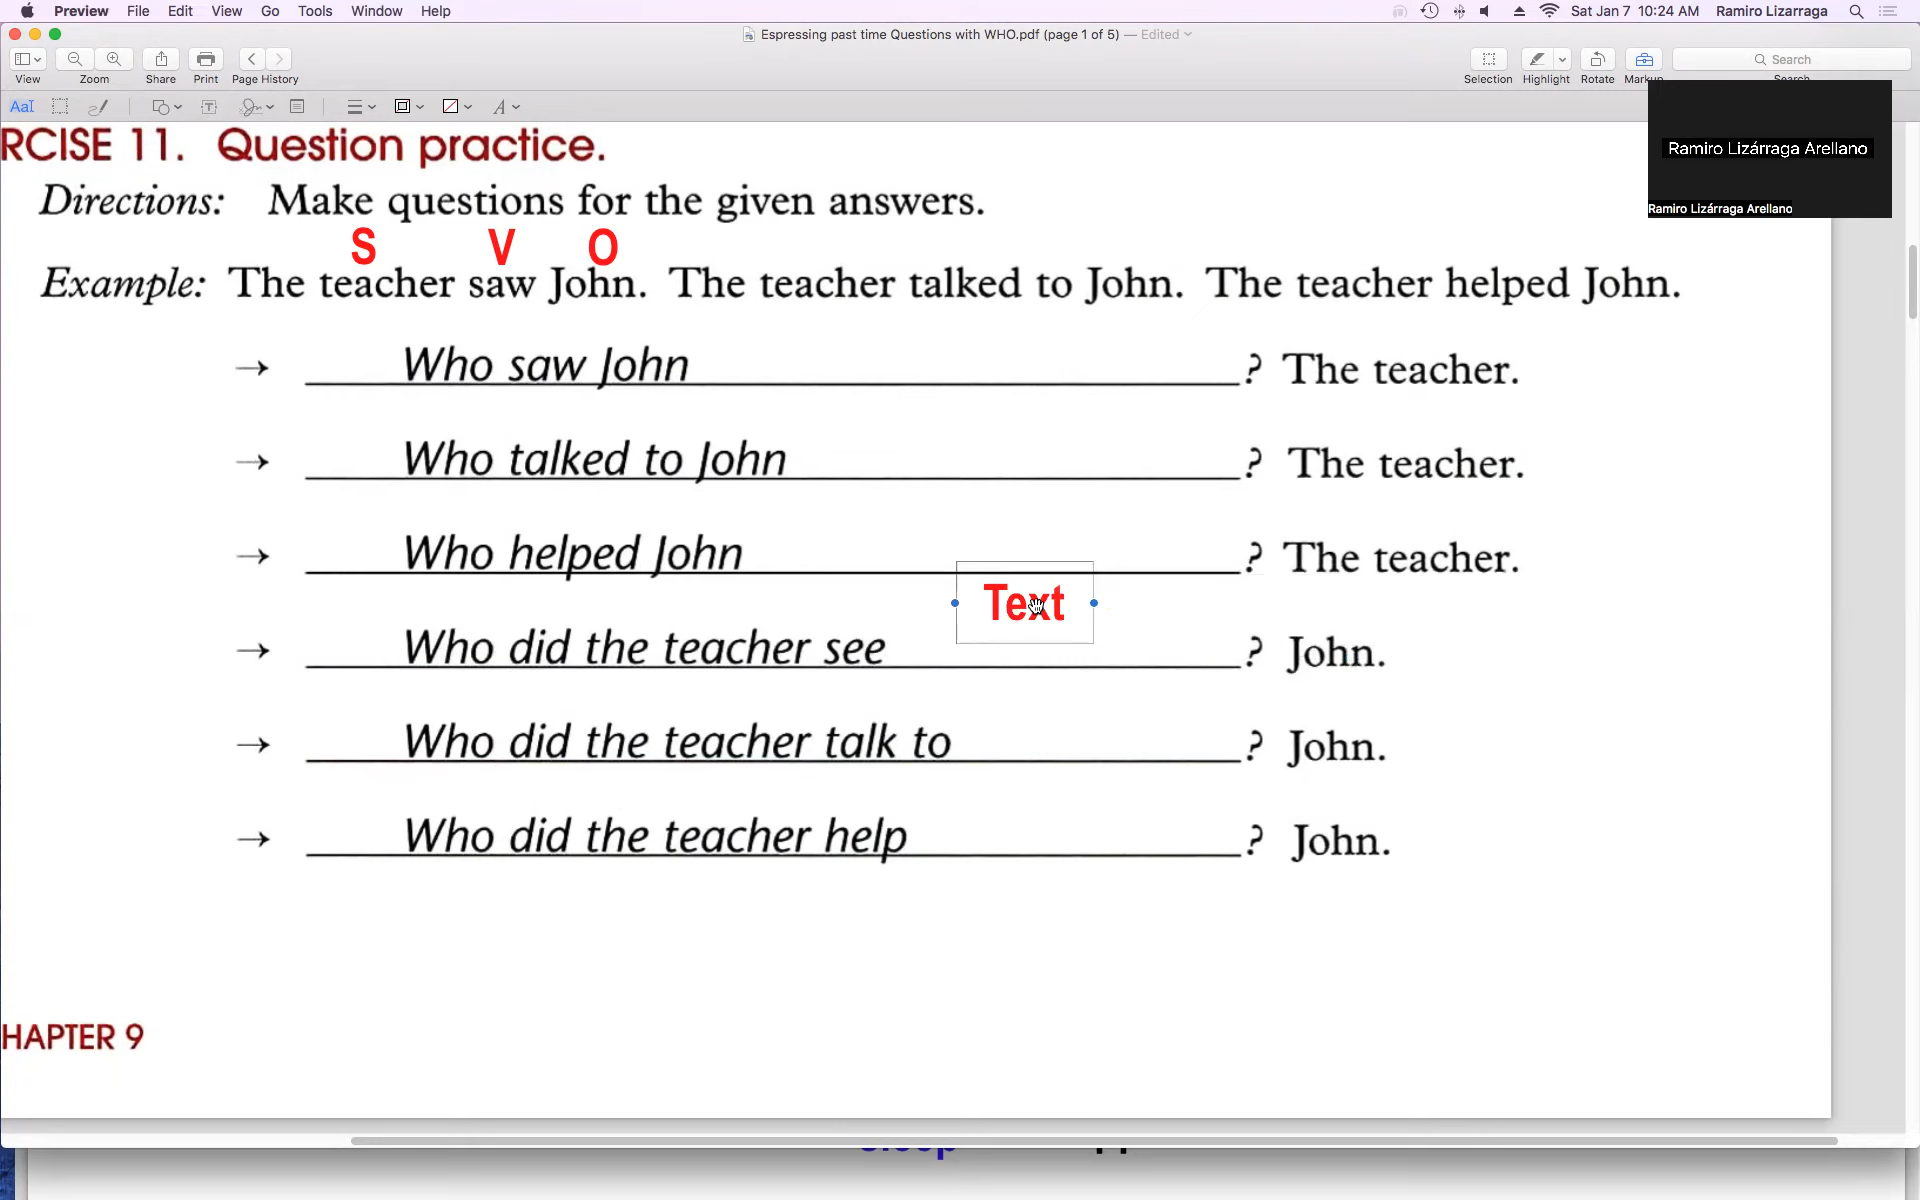 Preview File Edit View Go Tools Window Help Sat Jan 7 10:24 AM Ramiro Lizarraga
Espressing past time Questions with WHO.pdf (page 1 of 5) — Edited
Search
View Zoom Share Print Page History Selection Highlight Rotate Markup Search
AaI A
Ramiro Lizárraga Arellano
Ramiro Lizárraga Arellano
RCISE 11. Question practice.
Directions: Make questions for the given answers.
S V O
Example: The teacher saw John. The teacher talked to John. The teacher helped John.
→ Who saw John ? The teacher.
→ Who talked to John ? The teacher.
→ Who helped John ? The teacher.
Text
→ Who did the teacher see ? John.
→ Who did the teacher talk to ? John.
→ Who did the teacher help ? John.
HAPTER 9